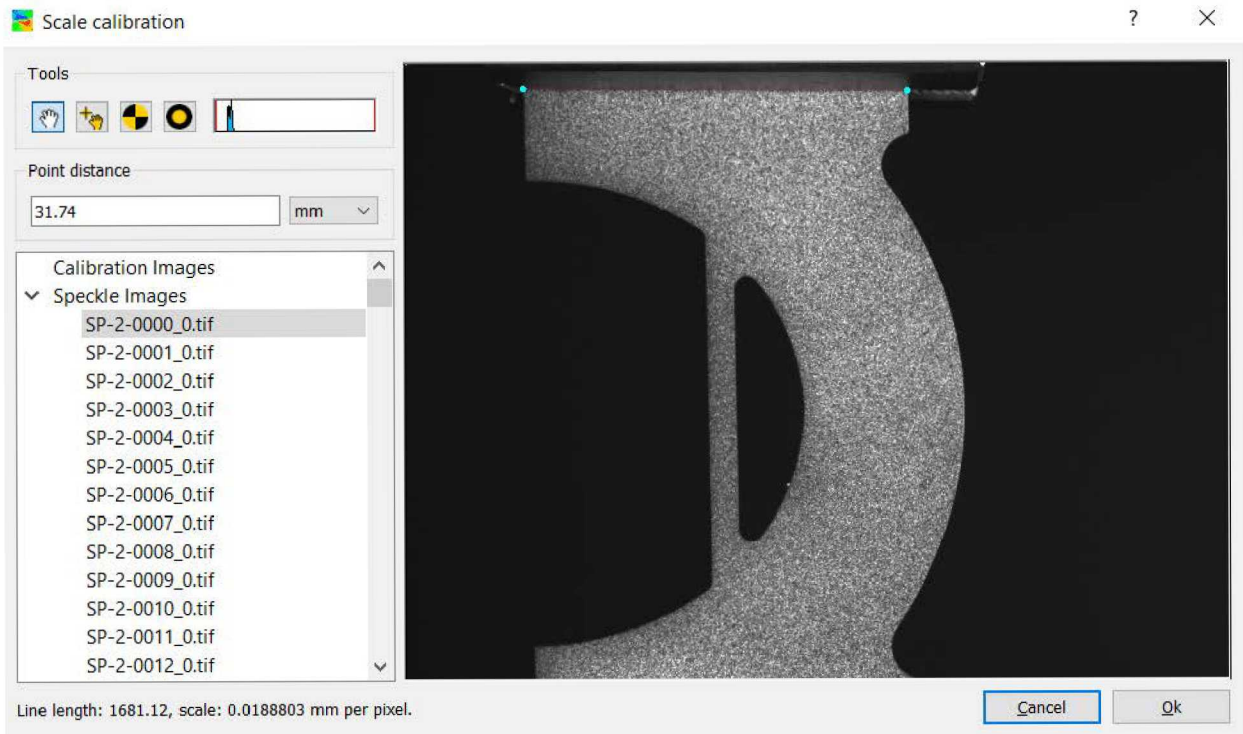 Scale calibration
?
Tools
Point distance
31.74
mm
Calibration Images
Speckle Images
SP-2-0000_0.tif
SP-2-0001_0.tif
SP-2-0002_0.tif
SP-2-0003_0.tif
SP-2-0004_0.tif
SP-2-0005_0.tif
SP-2-0006_0.tif
SP-2-0007_0.tif
SP-2-0008_0.tif
SP-2-0009_0.tif
SP-2-0010_0.tif
SP-2-0011_0.tif
SP-2-0012_0.tif
Line length: 1681.12, scale: 0.0188803 mm per pixel.
Cancel
Ok